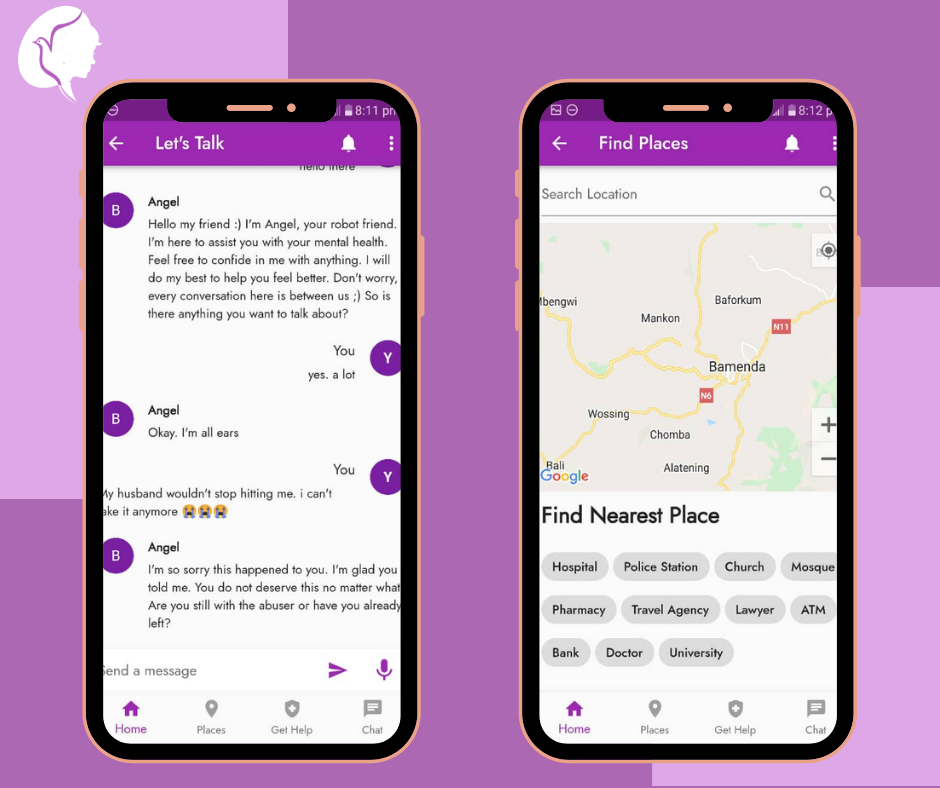 8:11 pm
Let's Talk
hello there
B
Angel
Hello my friend :) I'm Angel, your robot friend.
I'm here to assist you with your mental health.
Feel free to confide in me with anything. I will
do my best to help you feel better. Don't worry,
every conversation here is between us ;) So is
there anything you want to talk about?
You
Y
yes. a lot
Angel
B
Okay. I'm all ears
You
Y
My husband wouldn't stop hitting me. i can't
ake it anymore 😭😭😭
Angel
B
I'm so sorry this happened to you. I'm glad you
told me. You do not deserve this no matter what
Are you still with the abuser or have you already
left?
Send a message
Home
Places
Get Help
Chat
8:12 p
Find Places
Search Location
Mbengwi
Baforkum
Mankon
N11
Bamenda
N6
Wossing
Chomba
Bali
Alatening
Google
+
−
Find Nearest Place
Hospital
Police Station
Church
Mosque
Pharmacy
Travel Agency
Lawyer
ATM
Bank
Doctor
University
Home
Places
Get Help
Chat